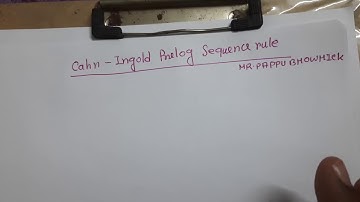 Cahn - Ingold Prelog Sequence rule
MR. PAPPU BHOWMICK